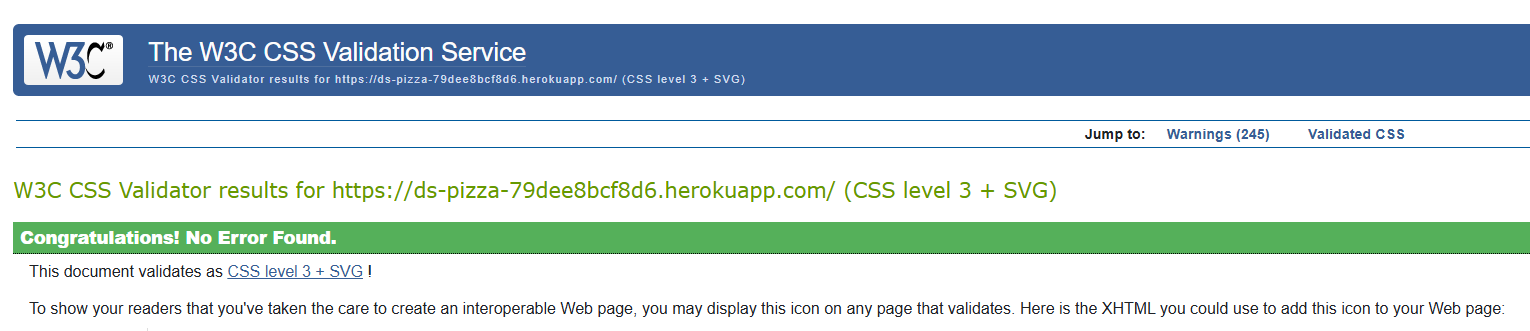 W3C®
The W3C CSS Validation Service
W3C CSS Validator results for https://ds-pizza-79dee8bcf8d6.herokuapp.com/ (CSS level 3 + SVG)
Jump to: Warnings (245) Validated CSS
W3C CSS Validator results for https://ds-pizza-79dee8bcf8d6.herokuapp.com/ (CSS level 3 + SVG)
Congratulations! No Error Found.
This document validates as CSS level 3 + SVG !
To show your readers that you've taken the care to create an interoperable Web page, you may display this icon on any page that validates. Here is the XHTML you could use to add this icon to your Web page: